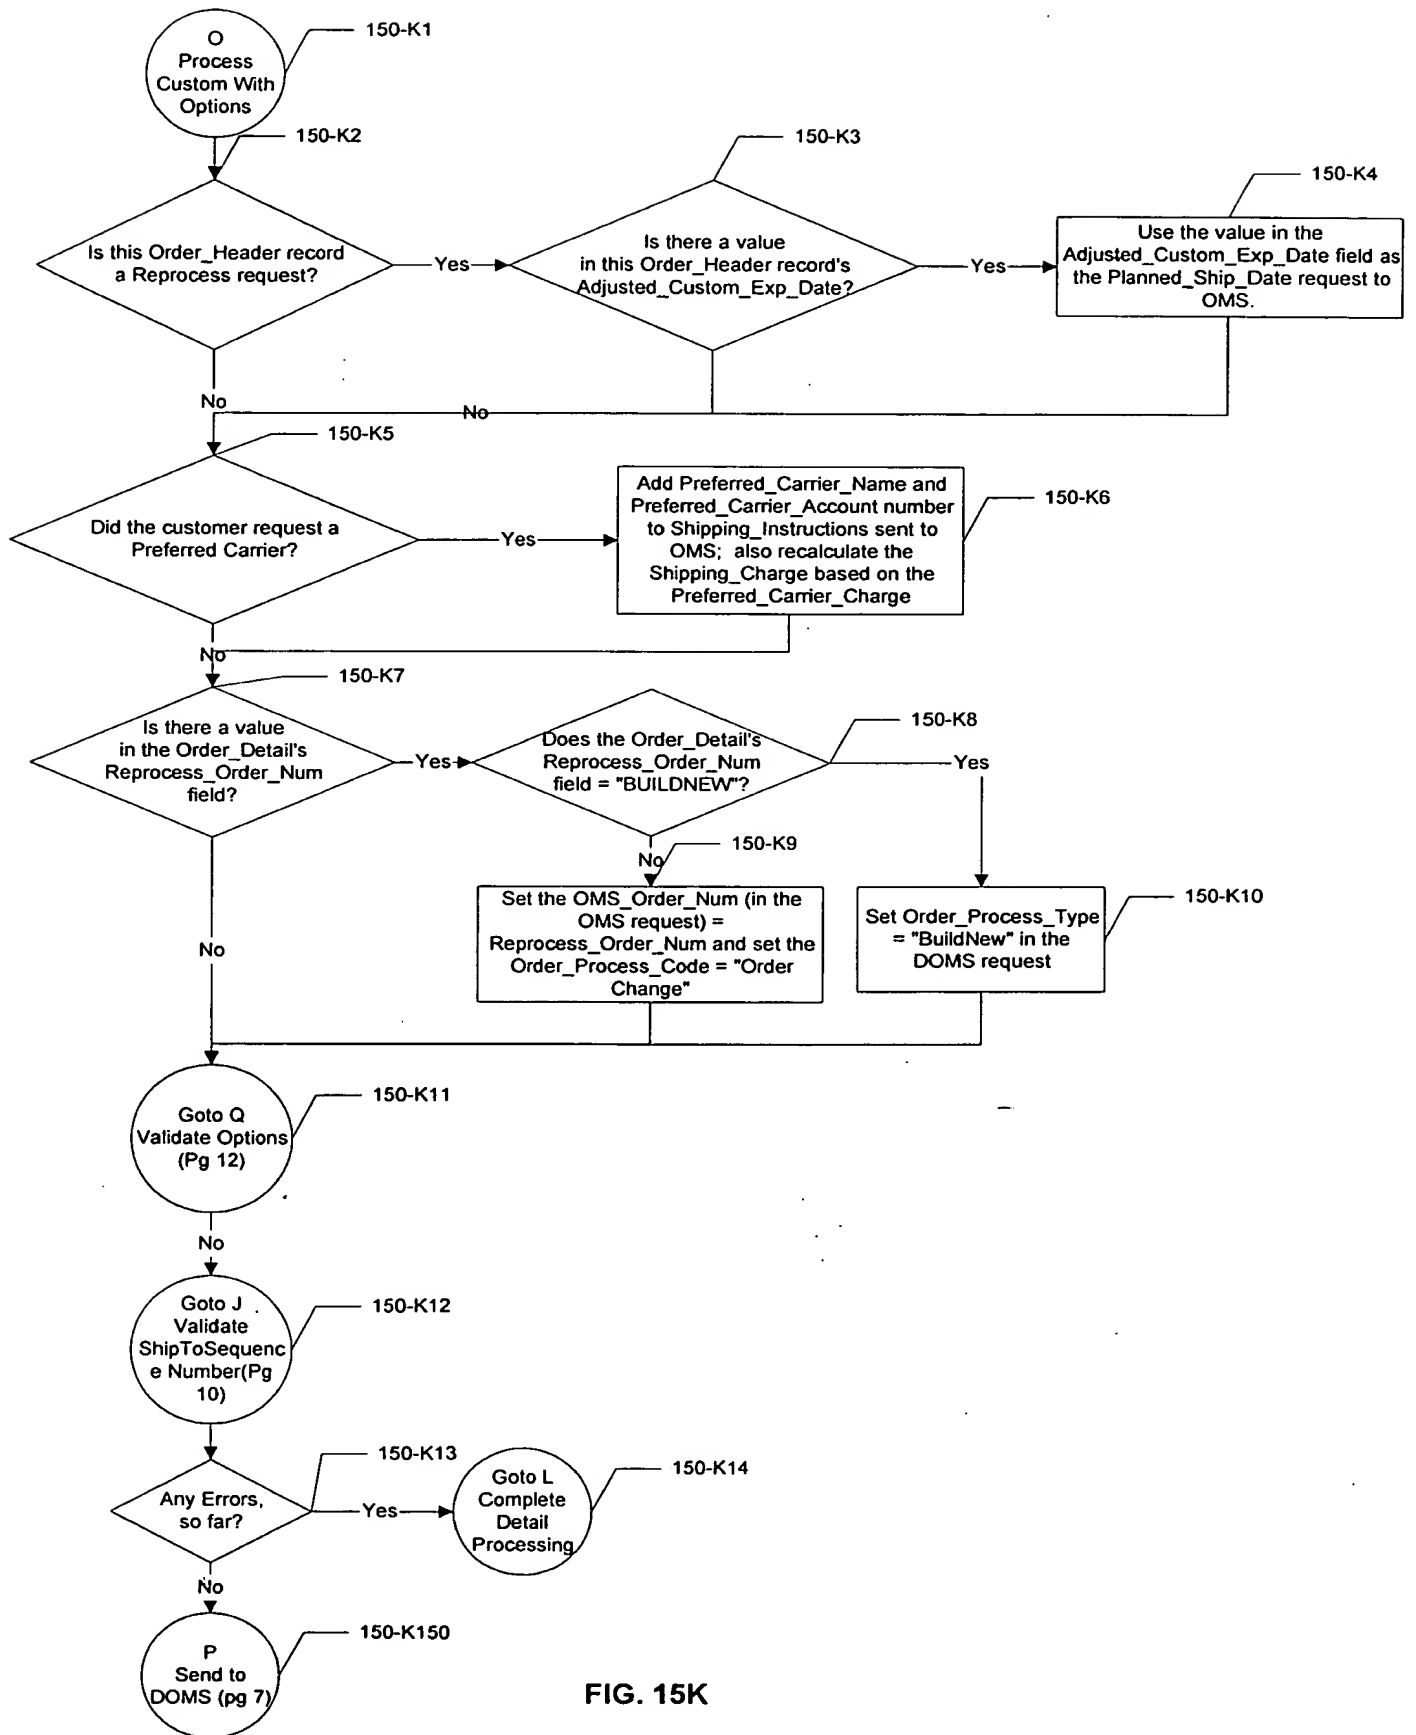 O
Process
Custom With
Options
150-K1
150-K2
Is this Order_Header record
a Reprocess request?
Yes
150-K3
Is there a value
in this Order_Header record's
Adjusted_Custom_Exp_Date?
Yes
150-K4
Use the value in the
Adjusted_Custom_Exp_Date field as
the Planned_Ship_Date request to
OMS.
No
No
150-K5
Did the customer request a
Preferred Carrier?
Yes
Add Preferred_Carrier_Name and
Preferred_Carrier_Account number
to Shipping_Instructions sent to
OMS; also recalculate the
Shipping_Charge based on the
Preferred_Carrier_Charge
150-K6
No
150-K7
Is there a value
in the Order_Detail's
Reprocess_Order_Num
field?
Yes
Does the Order_Detail's
Reprocess_Order_Num
field = "BUILDNEW"?
150-K8
Yes
No
150-K9
Set the OMS_Order_Num (in the
OMS request) =
Reprocess_Order_Num and set the
Order_Process_Code = "Order
Change"
Set Order_Process_Type
= "BuildNew" in the
DOMS request
150-K10
No
Goto Q
Validate Options
(Pg 12)
150-K11
No
Goto J
Validate
ShipToSequenc
e Number(Pg
10)
150-K12
Any Errors,
so far?
150-K13
Yes
Goto L
Complete
Detail
Processing
150-K14
No
P
Send to
DOMS (pg 7)
150-K150
FIG. 15K